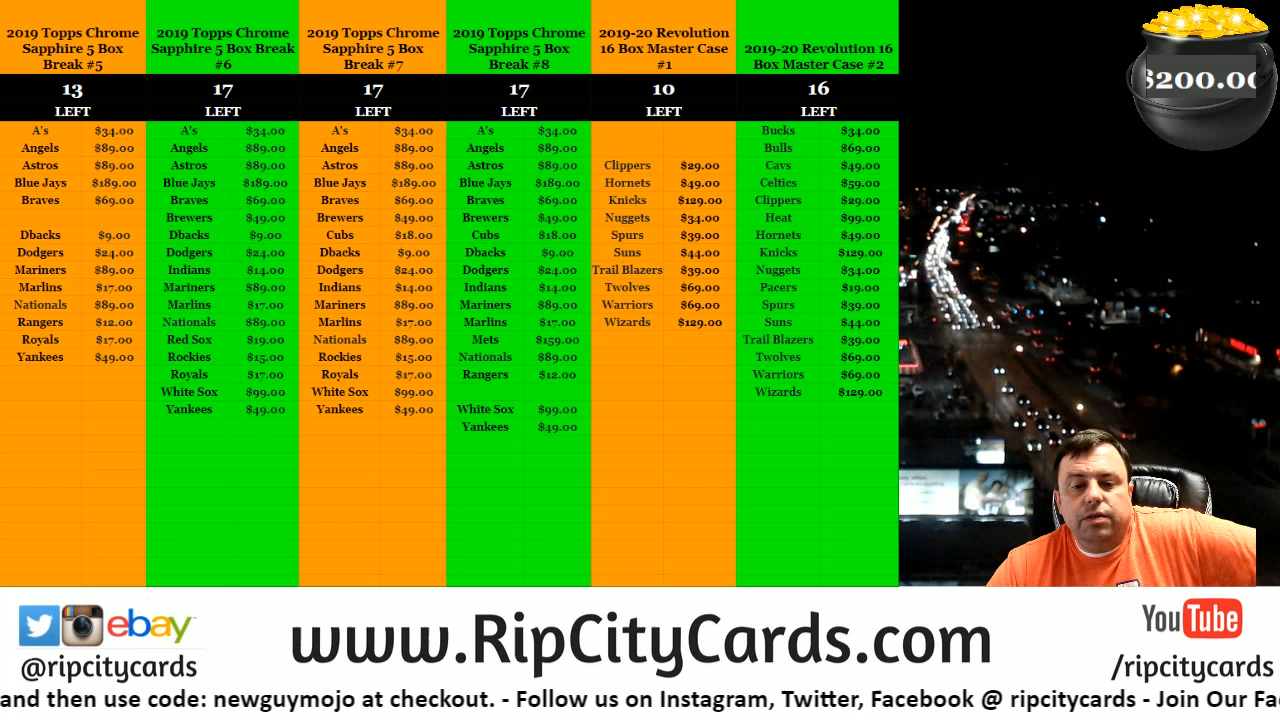 2019 Topps Chrome
Sapphire 5 Box
Break #5
13
LEFT
A's $34.00
Angels $89.00
Astros $89.00
Blue Jays $189.00
Braves $69.00
Dbacks $9.00
Dodgers $24.00
Mariners $89.00
Marlins $17.00
Nationals $89.00
Rangers $12.00
Royals $17.00
Yankees $49.00
2019 Topps Chrome
Sapphire 5 Box Break
#6
17
LEFT
A's $34.00
Angels $89.00
Astros $89.00
Blue Jays $189.00
Braves $69.00
Brewers $49.00
Dbacks $9.00
Dodgers $24.00
Indians $14.00
Mariners $89.00
Marlins $17.00
Nationals $89.00
Red Sox $19.00
Rockies $15.00
Royals $17.00
White Sox $99.00
Yankees $49.00
2019 Topps Chrome
Sapphire 5 Box
Break #7
17
LEFT
A's $34.00
Angels $89.00
Astros $89.00
Blue Jays $189.00
Braves $69.00
Brewers $49.00
Cubs $18.00
Dbacks $9.00
Dodgers $24.00
Indians $14.00
Mariners $89.00
Marlins $17.00
Nationals $89.00
Rockies $15.00
Royals $17.00
White Sox $99.00
Yankees $49.00
2019 Topps Chrome
Sapphire 5 Box
Break #8
17
LEFT
A's $34.00
Angels $89.00
Astros $89.00
Blue Jays $189.00
Braves $69.00
Brewers $49.00
Cubs $18.00
Dbacks $9.00
Dodgers $24.00
Indians $14.00
Mariners $89.00
Marlins $17.00
Mets $159.00
Nationals $89.00
Rangers $12.00
White Sox $99.00
Yankees $49.00
2019-20 Revolution
16 Box Master Case
#1
10
LEFT
Clippers $29.00
Hornets $49.00
Knicks $129.00
Nuggets $34.00
Spurs $39.00
Suns $44.00
Trail Blazers $39.00
Twolves $69.00
Warriors $69.00
Wizards $129.00
2019-20 Revolution 16
Box Master Case #2
16
LEFT
Bucks $34.00
Bulls $69.00
Cavs $49.00
Celtics $59.00
Clippers $29.00
Heat $99.00
Hornets $49.00
Knicks $129.00
Nuggets $34.00
Pacers $19.00
Spurs $39.00
Suns $44.00
Trail Blazers $39.00
Twolves $69.00
Warriors $69.00
Wizards $129.00
$200.00
ebay
@ripcitycards
www.RipCityCards.com
YouTube
/ripcitycards
and then use code: newguymojo at checkout. - Follow us on Instagram, Twitter, Facebook @ ripcitycards - Join Our Fa